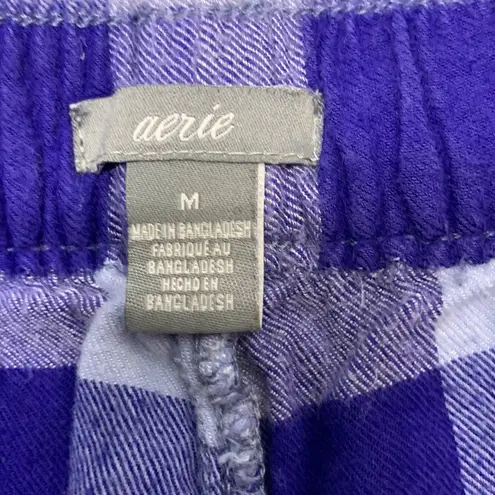 aerie
M
MADE IN BANGLADESH
FABRIQUÉ AU
BANGLADESH
HECHO EN
BANGLADESH